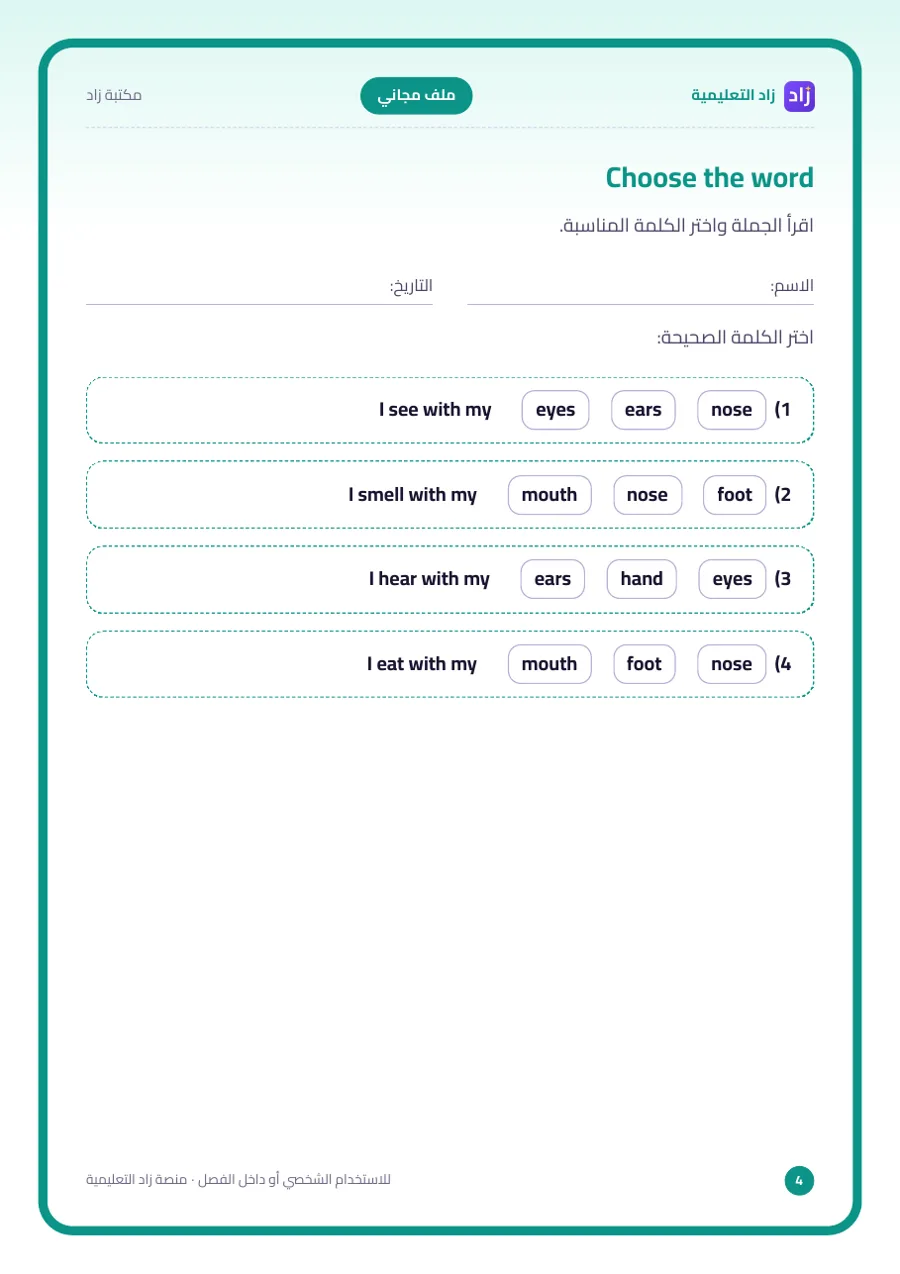 زاد زاد التعليمية ملف مجاني مكتبة زاد
Choose the word
اقرأ الجملة واختر الكلمة المناسبة.
الاسم: التاريخ:
اختر الكلمة الصحيحة:
(1 I see with my eyes ears nose
(2 I smell with my mouth nose foot
(3 I hear with my ears hand eyes
(4 I eat with my mouth foot nose
4 للاستخدام الشخصي أو داخل الفصل · منصة زاد التعليمية